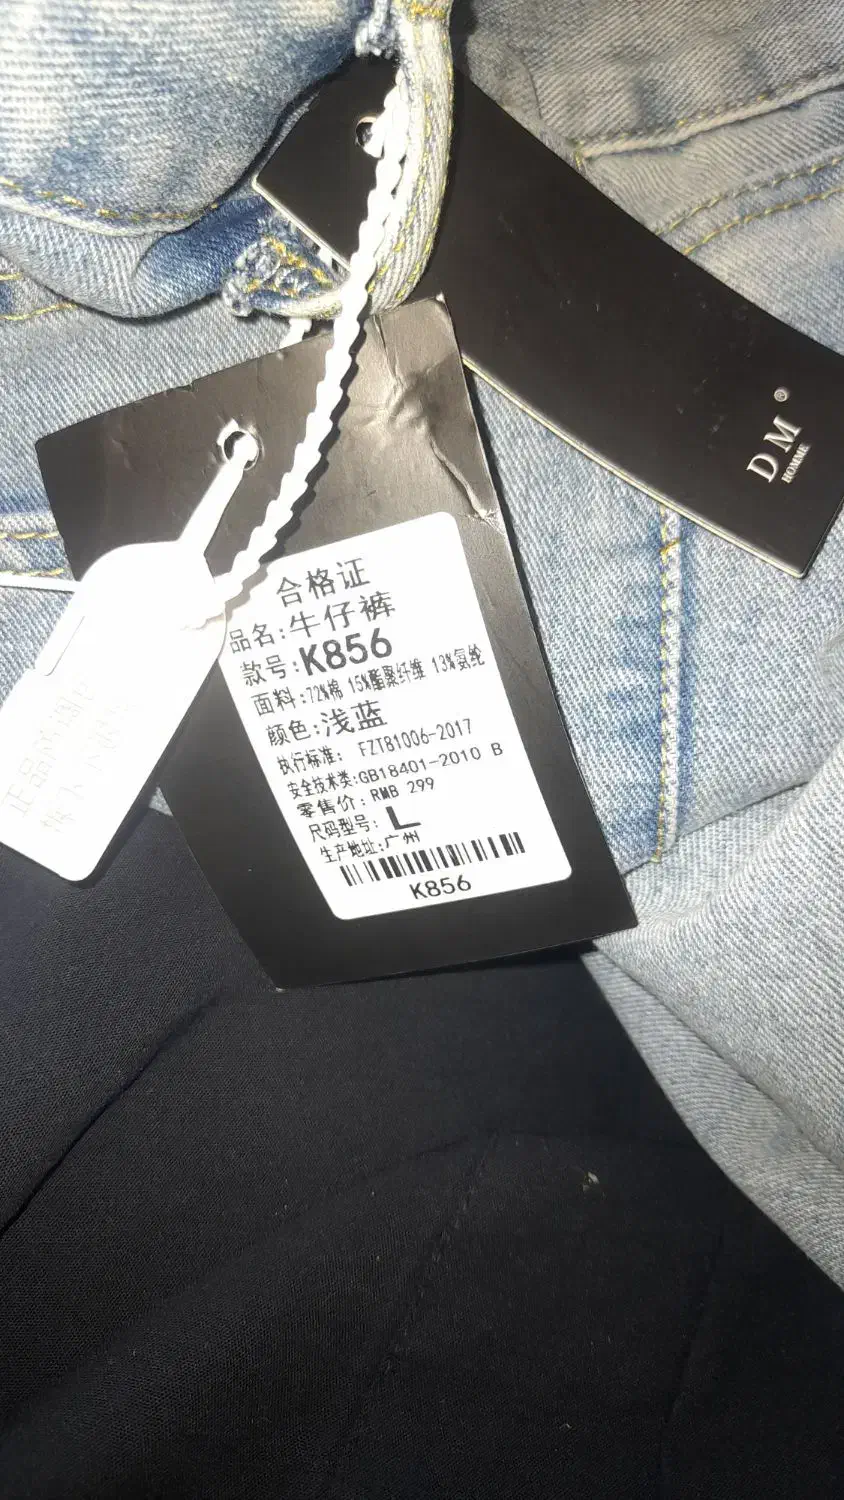 DM®
HOMME
合格证
品名:牛仔裤
款号:K856
面料:72%棉 15%酯聚纤维 13%氨纶
颜色:浅蓝
执行标准: FZT81006-2017
安全技术类:GB18401-2010 B
零售价: RMB 299
尺码型号: L
生产地址:广州
K856